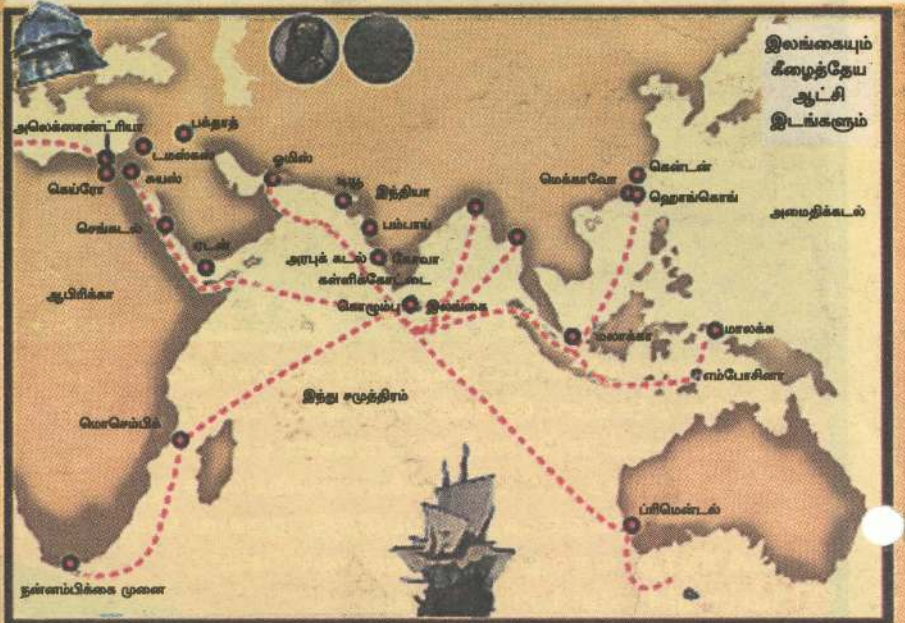 இலங்கையும்
கீழைத்தேய
ஆட்சி
இடங்களும்
அலெக்ஸாண்ட்ரியா
பக்தாத்
டமஸ்கஸ்
கெய்ரோ
சுயஸ்
ஓமிஸ்
டியூ
இந்தியா
கென்டன்
மெக்காவோ
ஹொங்கொங்
செங்கடல்
பம்பாய்
அமைதிக்கடல்
ஏடன்
அரபுக் கடல்
கோவா
கள்ளிக்கோட்டை
ஆபிரிக்கா
கொழும்பு
இலங்கை
மலாக்கா
மாலக்க
எம்போசினா
இந்து சமுத்திரம்
மொசெம்பிக்
ப்ரிமென்டல்
நன்னம்பிக்கை முனை